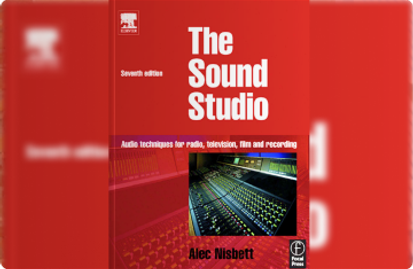 ELSEVIER
The
Sound
Studio
Seventh edition
Audio techniques for radio, television, film and recording
Alec Nisbett
Focal
Press